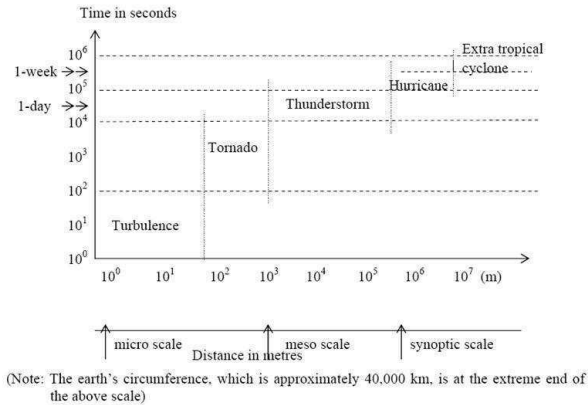 Time in seconds
10⁶
Extra tropical
cyclone
1-week
10⁵
Hurricane
1-day
Thunderstorm
10⁴
10³
Tornado
10²
10¹
Turbulence
10⁰
10⁰ 10¹ 10² 10³ 10⁴ 10⁵ 10⁶ 10⁷ (m)
micro scale meso scale synoptic scale
Distance in metres
(Note: The earth's circumference, which is approximately 40,000 km, is at the extreme end of
the above scale)